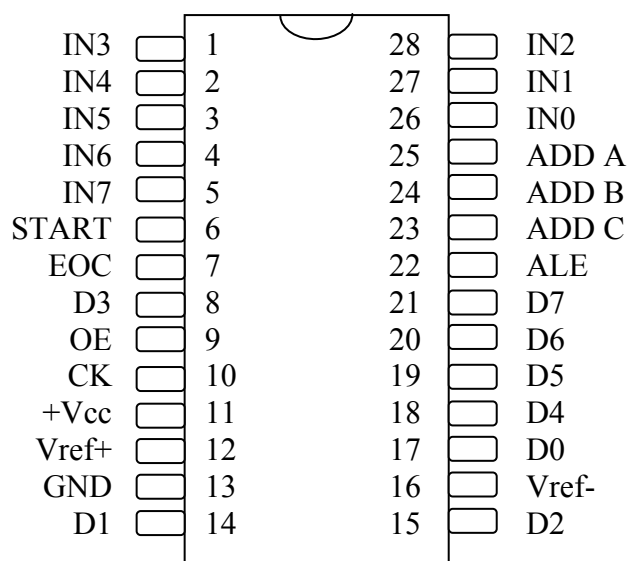 IN3 1 28 IN2
IN4 2 27 IN1
IN5 3 26 IN0
IN6 4 25 ADD A
IN7 5 24 ADD B
START 6 23 ADD C
EOC 7 22 ALE
D3 8 21 D7
OE 9 20 D6
CK 10 19 D5
+Vcc 11 18 D4
Vref+ 12 17 D0
GND 13 16 Vref-
D1 14 15 D2